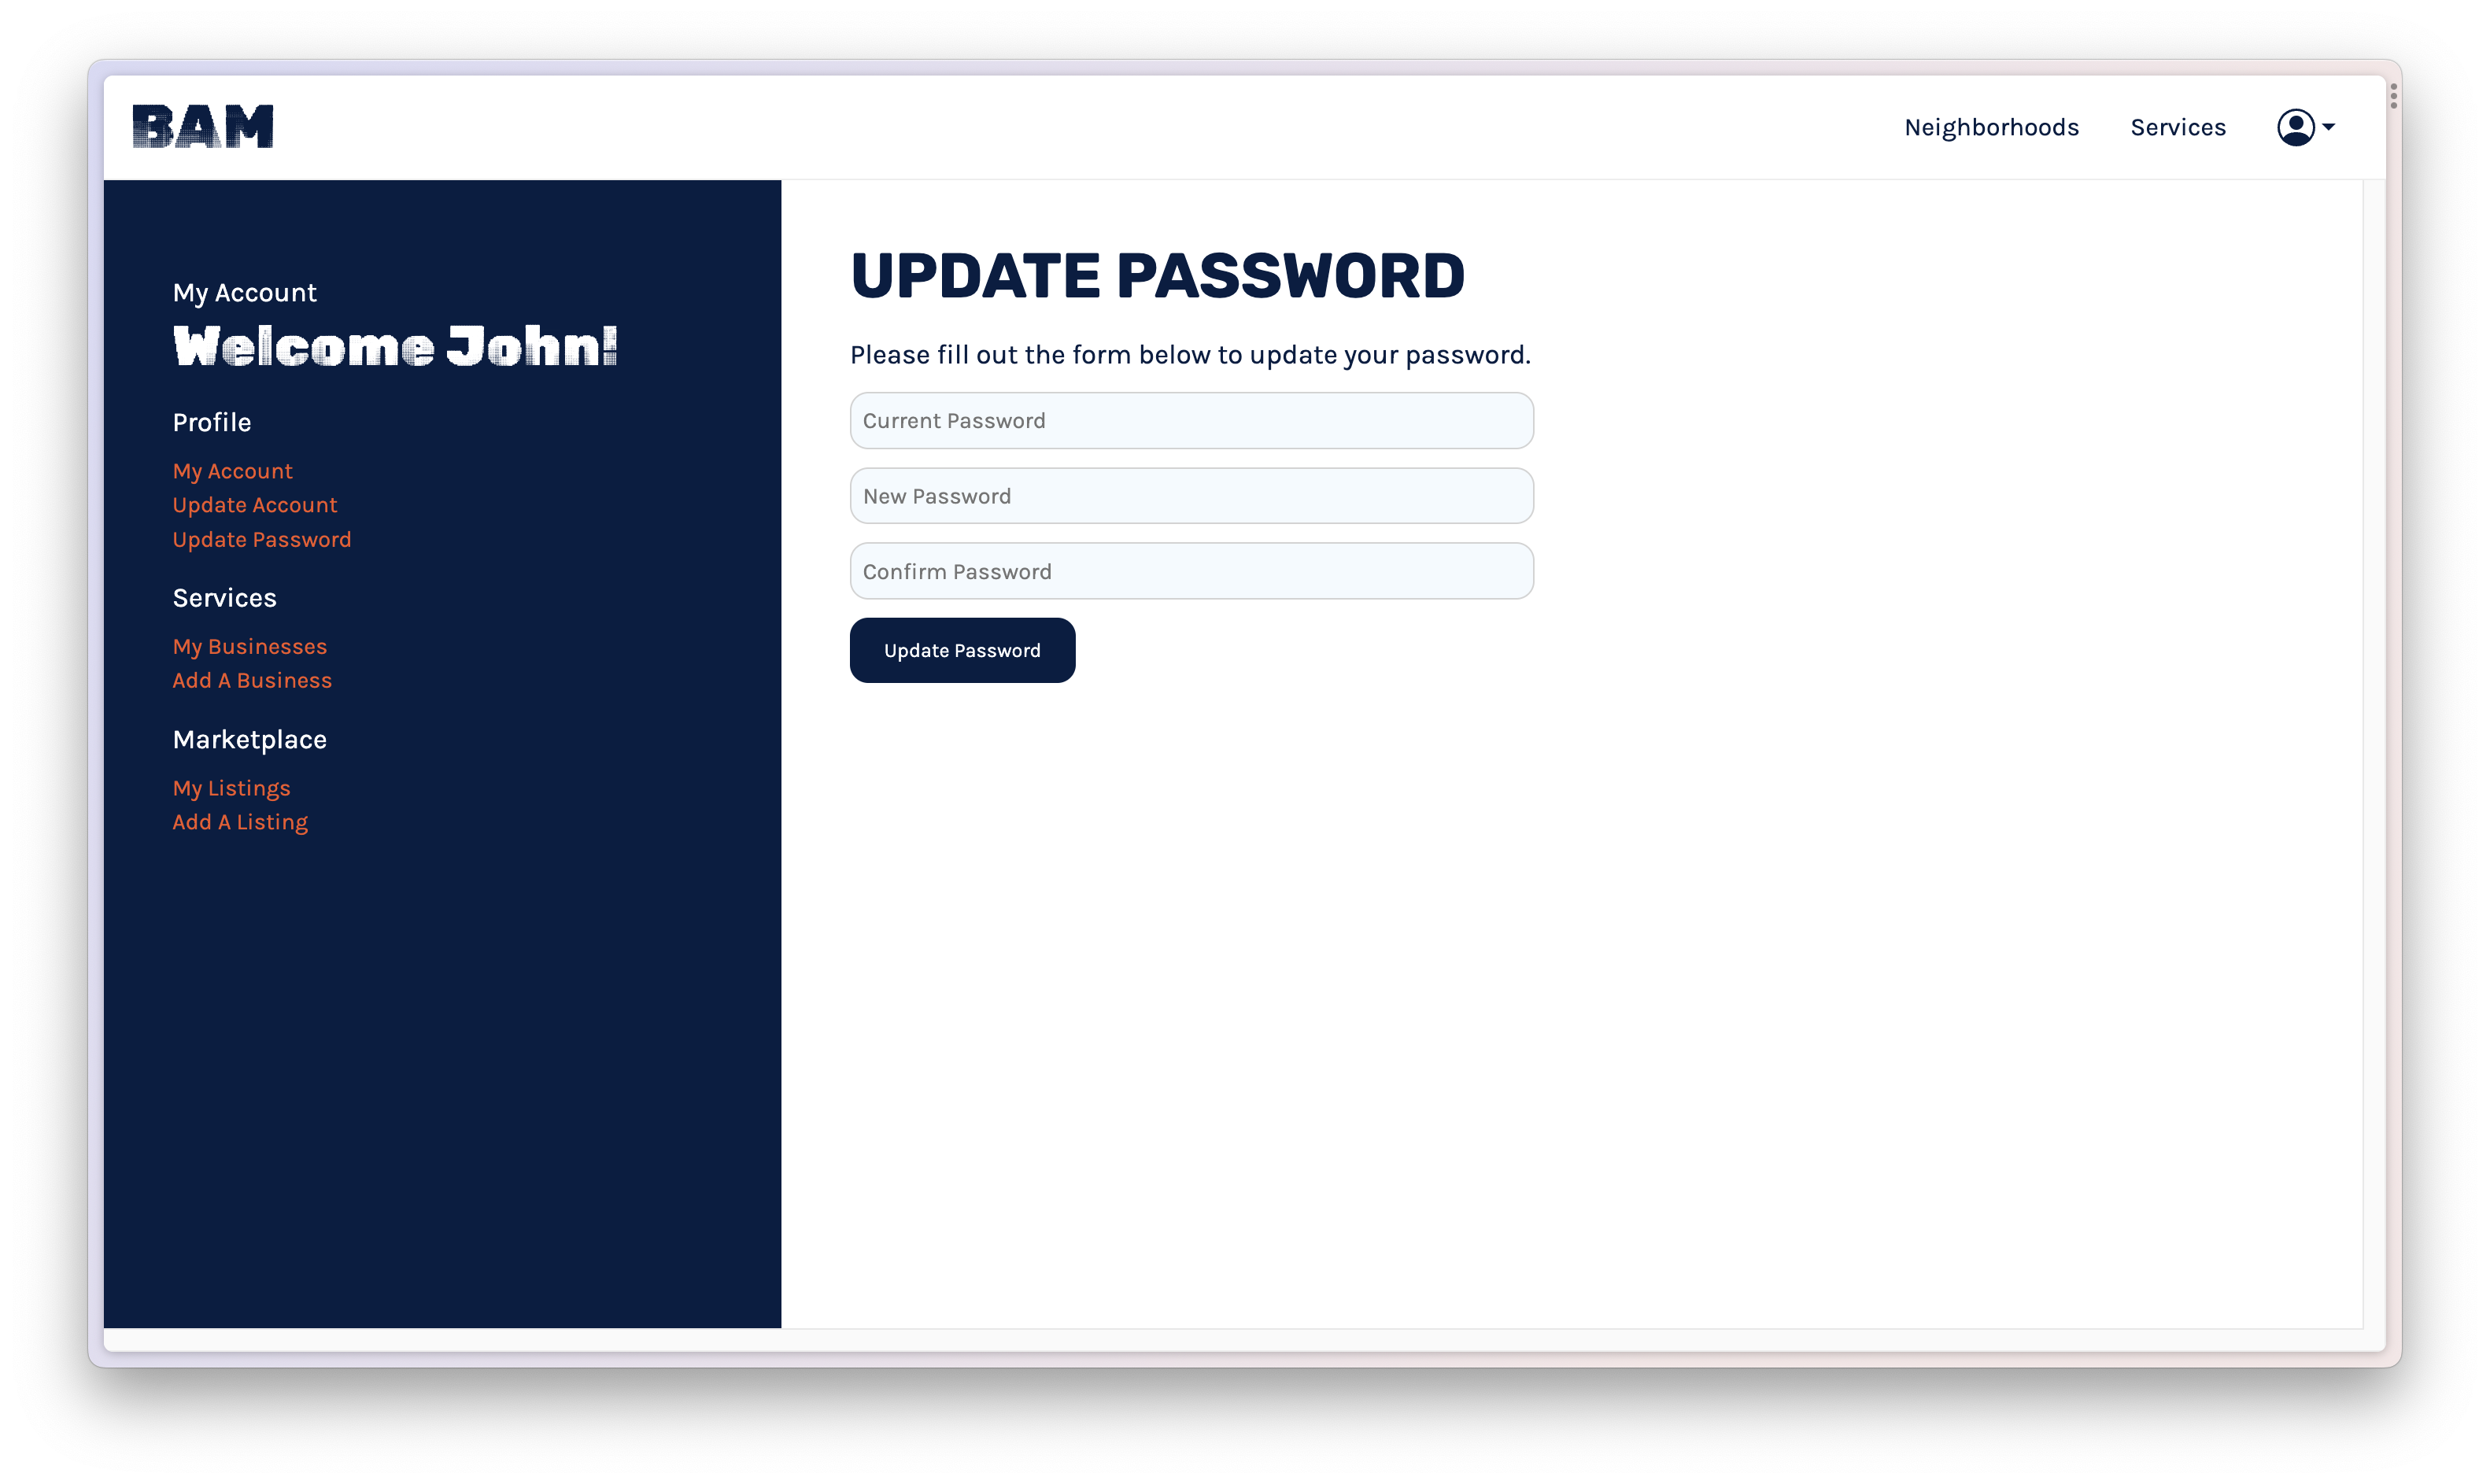 BAM
Neighborhoods
Services
My Account
Welcome John!
Profile
My Account
Update Account
Update Password
Services
My Businesses
Add A Business
Marketplace
My Listings
Add A Listing
UPDATE PASSWORD
Please fill out the form below to update your password.
Current Password
New Password
Confirm Password
Update Password